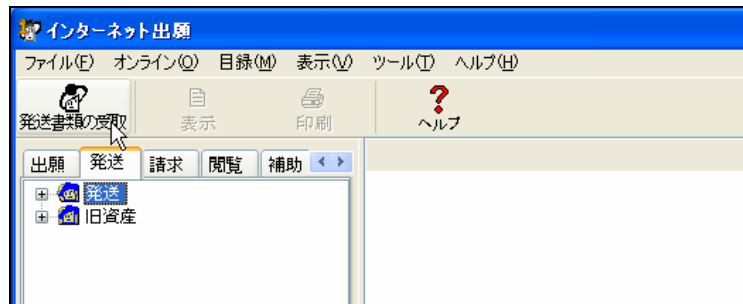 インターネット出願
ファイル(F) オンライン(O) 目録(M) 表示(V) ツール(T) ヘルプ(H)
発送書類の受取 表示 印刷 ヘルプ
出願 発送 請求 閲覧 補助
発送
旧資産